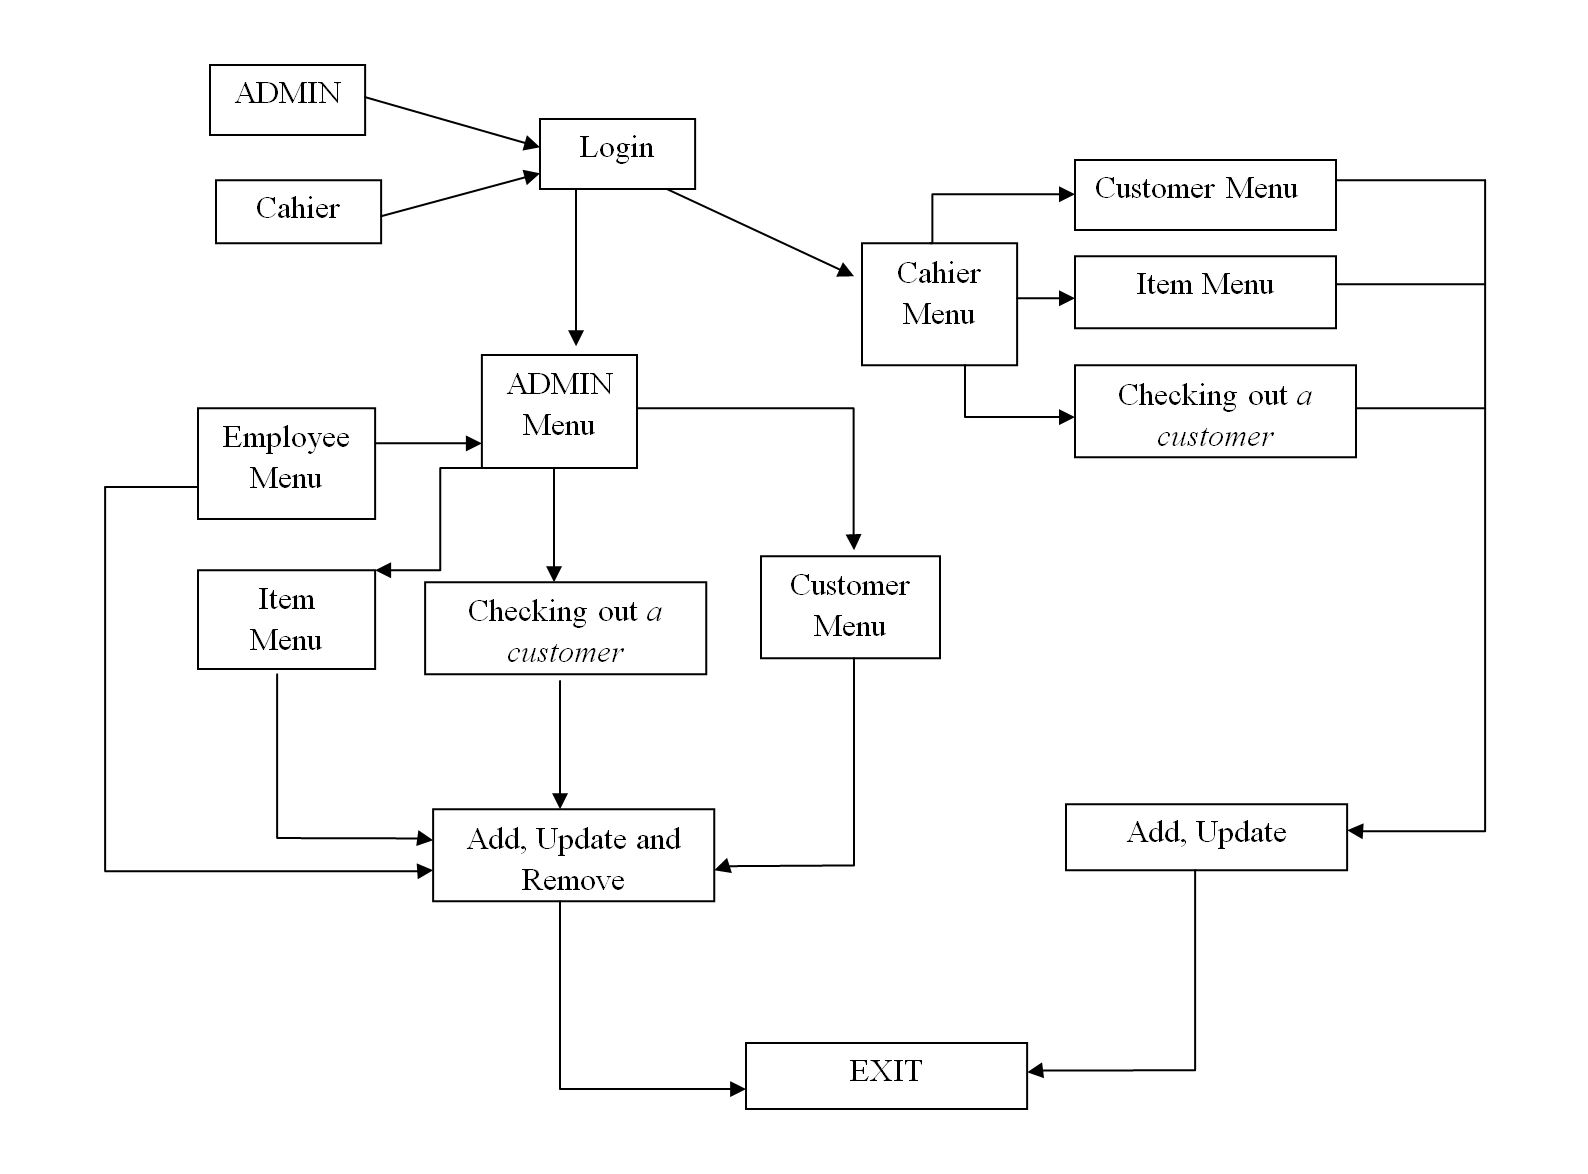 ADMIN
Login
Cahier
Customer Menu
Cahier
Menu
Item Menu
Checking out a
customer
ADMIN
Menu
Employee
Menu
Item
Menu
Checking out a
customer
Customer
Menu
Add, Update and
Remove
Add, Update
EXIT